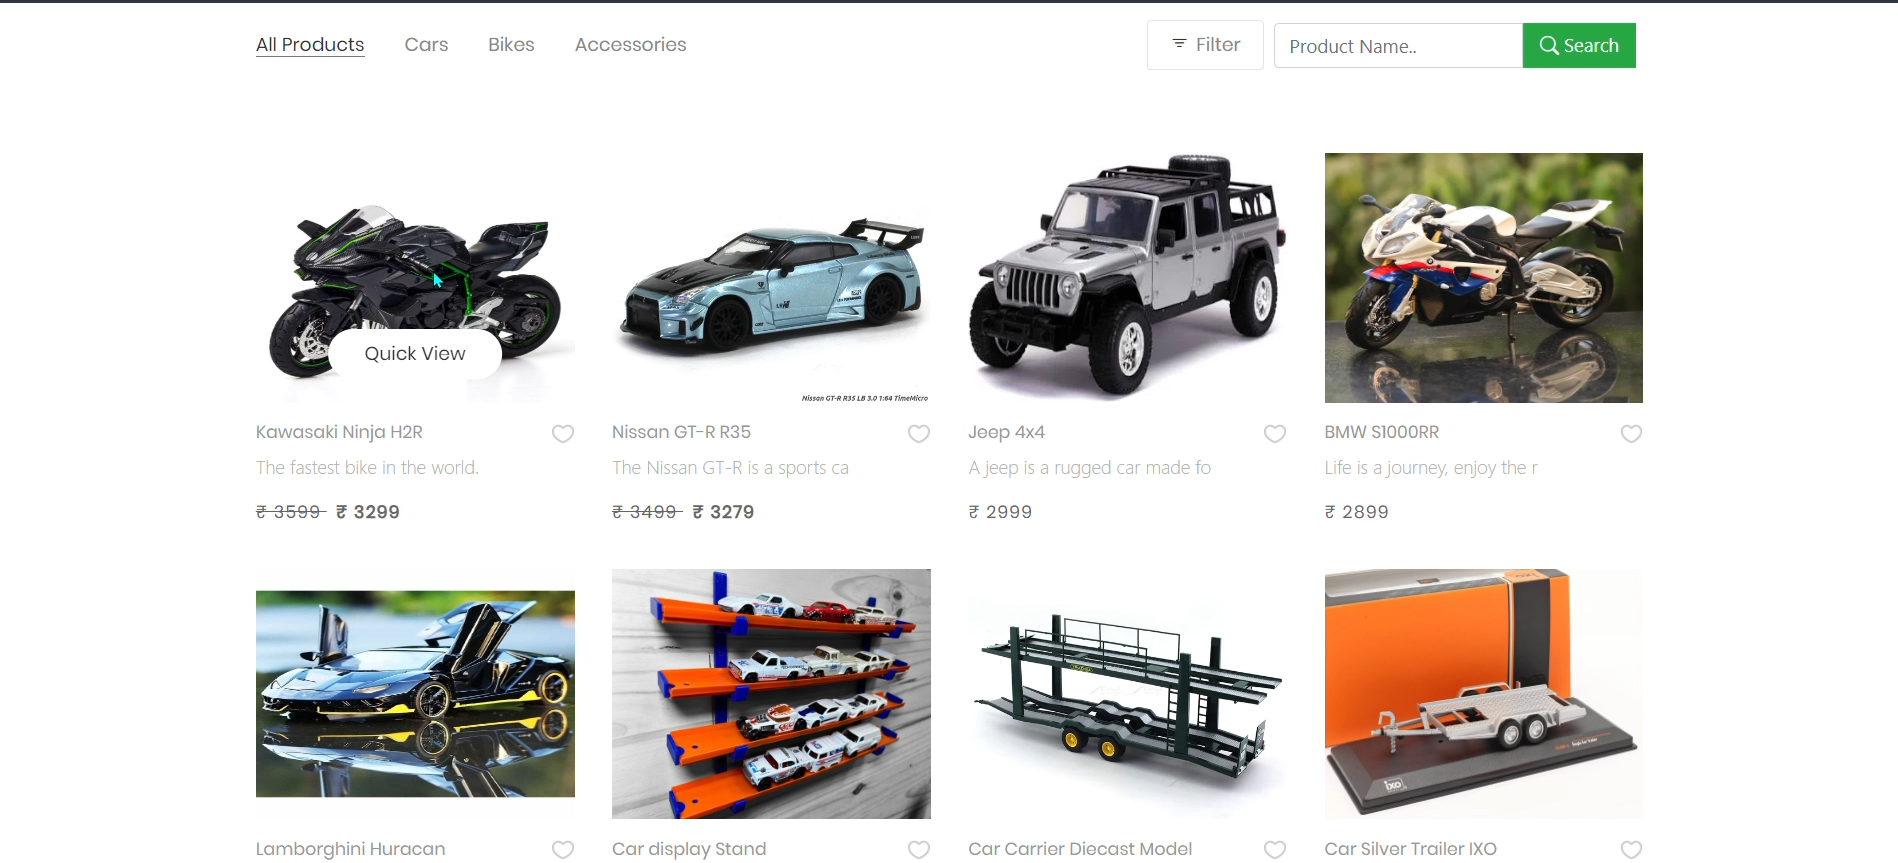 All Products Cars Bikes Accessories Filter Product Name.. Search
Quick View
Nissan GT-R R35 LB 3.0 1:64 TimeMicro
Kawasaki Ninja H2R Nissan GT-R R35 Jeep 4x4 BMW S1000RR
The fastest bike in the world. The Nissan GT-R is a sports ca A jeep is a rugged car made fo Life is a journey, enjoy the r
₹ 3599 ₹ 3299 ₹ 3499 ₹ 3279 ₹ 2999 ₹ 2899
ixo
Lamborghini Huracan Car display Stand Car Carrier Diecast Model Car Silver Trailer IXO